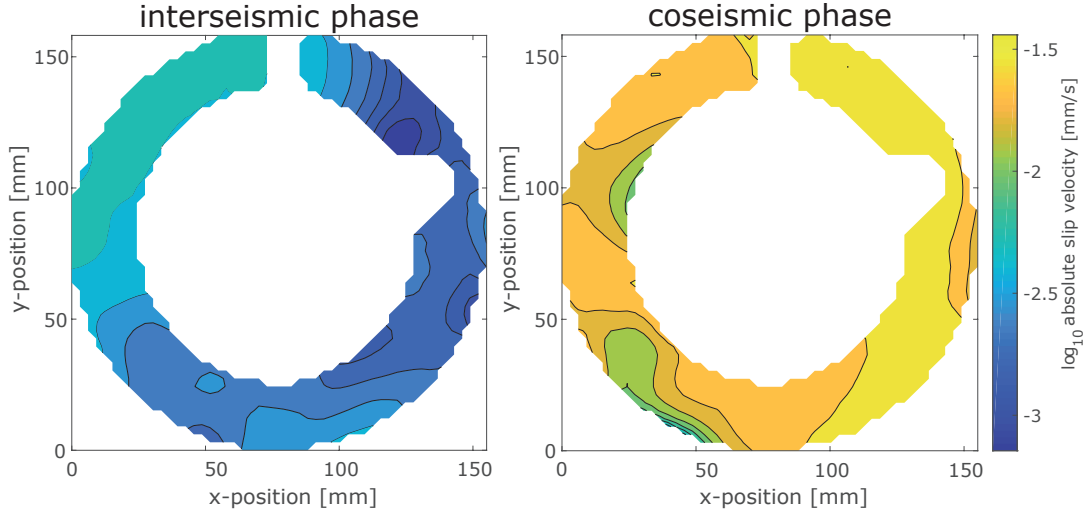 interseismic phase
coseismic phase
150
100
50
0
y-position [mm]
0
50
100
150
x-position [mm]
150
100
50
0
y-position [mm]
0
50
100
150
x-position [mm]
-1.5
-2
-2.5
-3
log10 absolute slip velocity [mm/s]